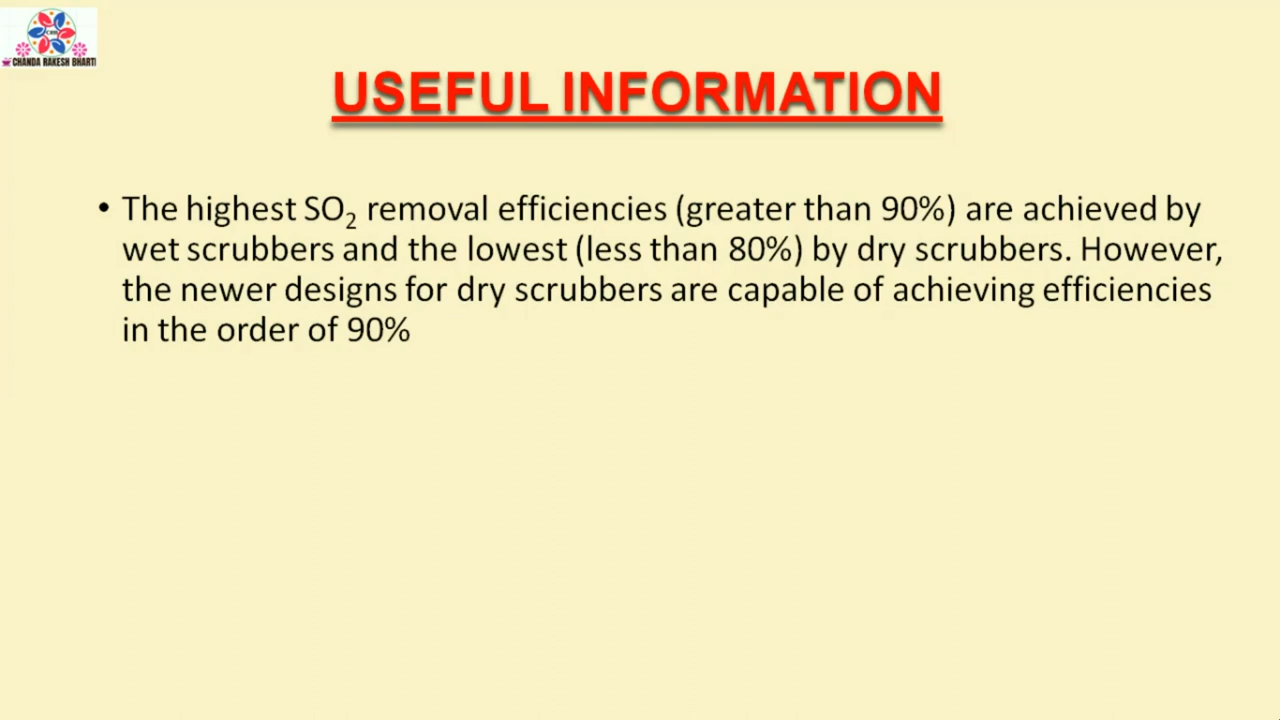 CHANDA RAKESH BHARTI
USEFUL INFORMATION
• The highest SO₂ removal efficiencies (greater than 90%) are achieved by
wet scrubbers and the lowest (less than 80%) by dry scrubbers. However,
the newer designs for dry scrubbers are capable of achieving efficiencies
in the order of 90%